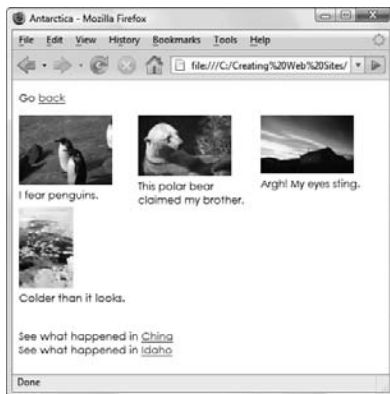 Antarctica - Mozilla Firefox
File Edit View History Bookmarks Tools Help
file:///C:/Creating%20Web%20Sites/
Go back
I fear penguins.
This polar bear
claimed my brother.
Argh! My eyes sting.
Colder than it looks.
See what happened in China
See what happened in Idaho
Done